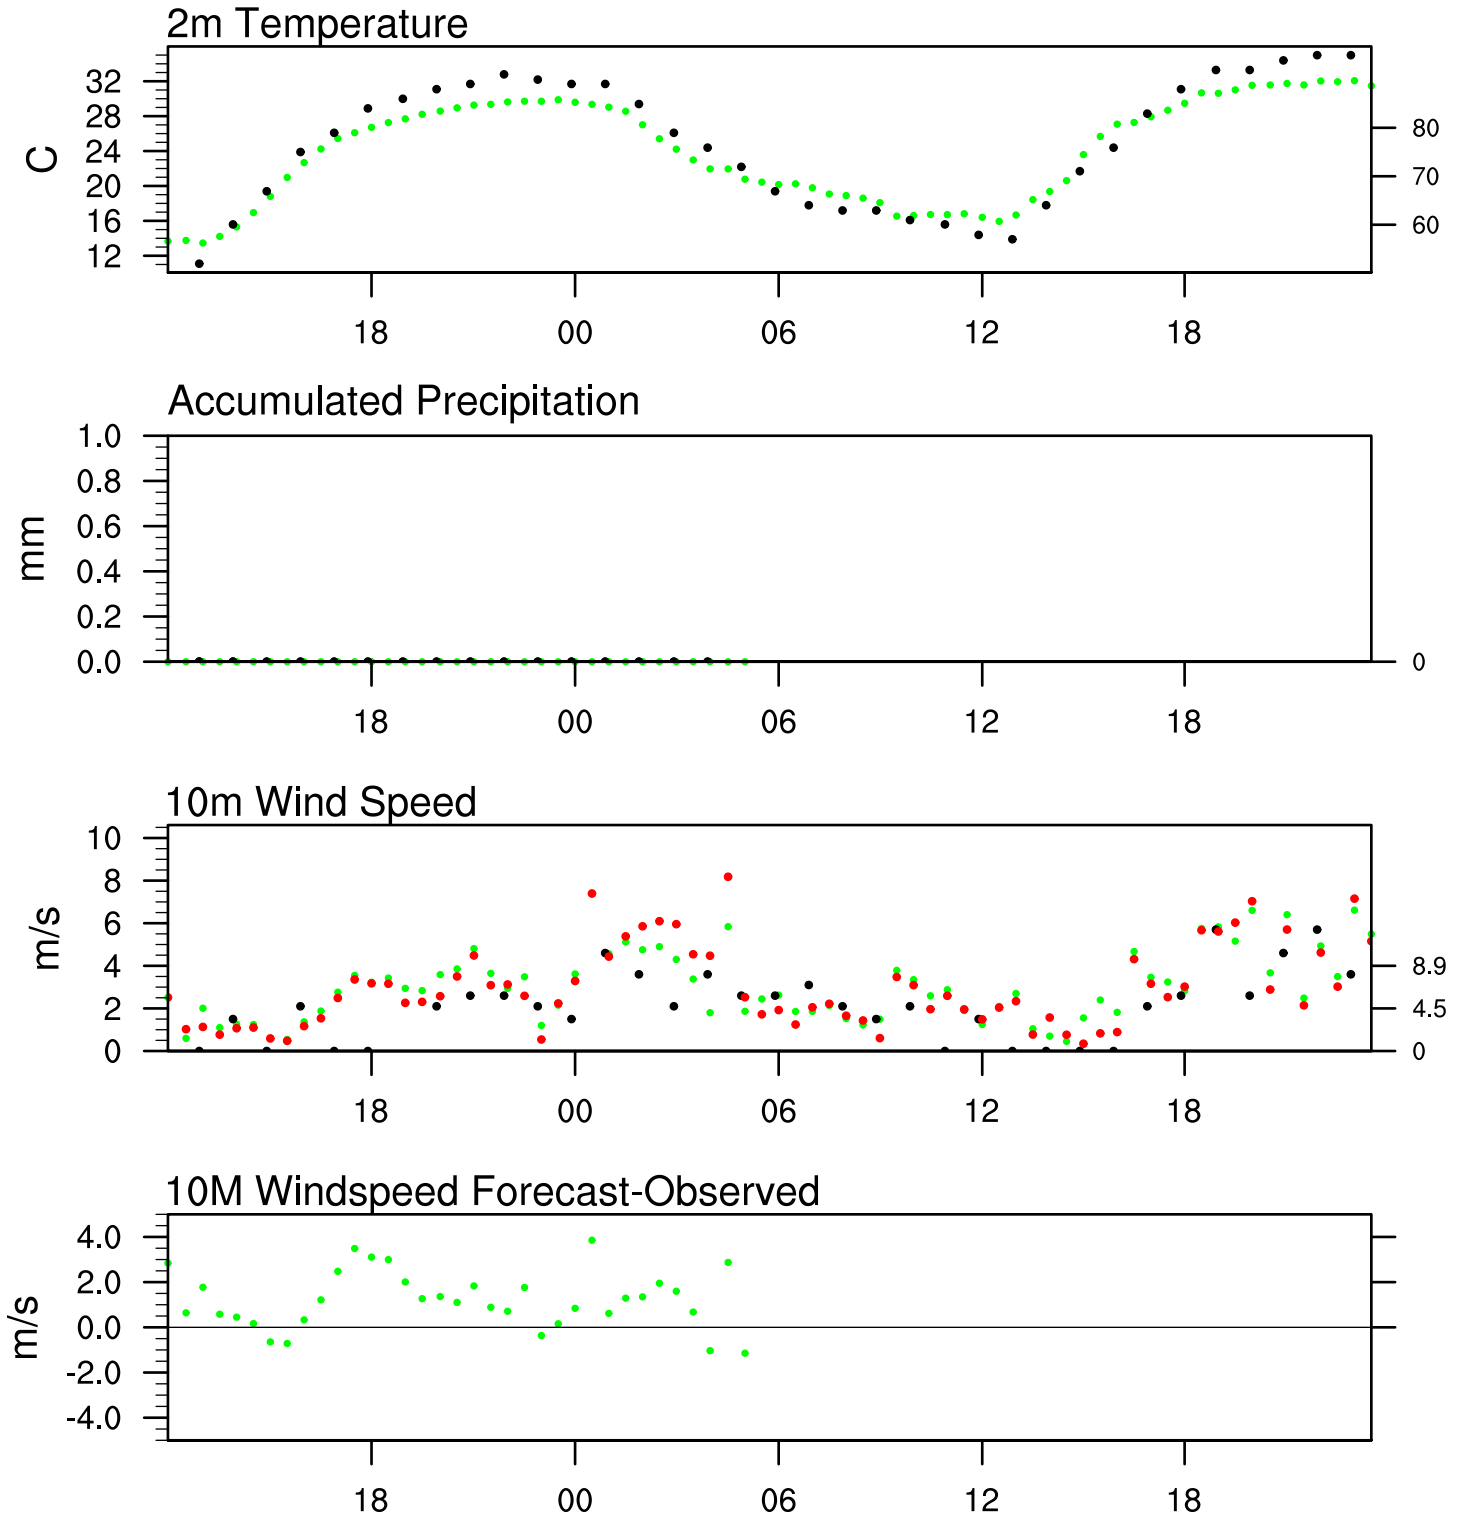 2m Temperature
C
32
28
24
20
16
12
80
70
60
18 00 06 12 18
Accumulated Precipitation
mm
1.0
0.8
0.6
0.4
0.2
0.0
0
18 00 06 12 18
10m Wind Speed
m/s
10
8
6
4
2
0
8.9
4.5
0
18 00 06 12 18
10M Windspeed Forecast-Observed
m/s
4.0
2.0
0.0
-2.0
-4.0
18 00 06 12 18